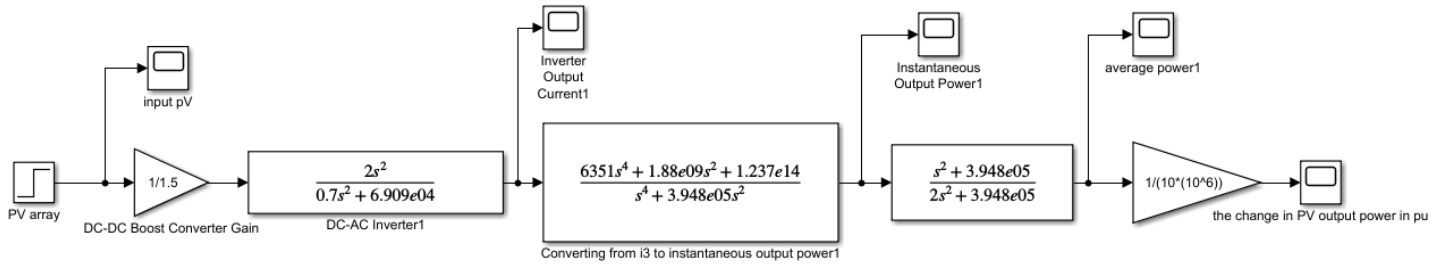 Inverter
Output
Current1
Instantaneous
Output Power1
average power1
input pV
1/1.5
2s²
0.7s² + 6.909e04
6351s⁴ + 1.88e09s² + 1.237e14
s⁴ + 3.948e05s²
s² + 3.948e05
2s² + 3.948e05
1/(10*(10^6))
PV array
DC-DC Boost Converter Gain
DC-AC Inverter1
Converting from i3 to instantaneous output power1
the change in PV output power in pu